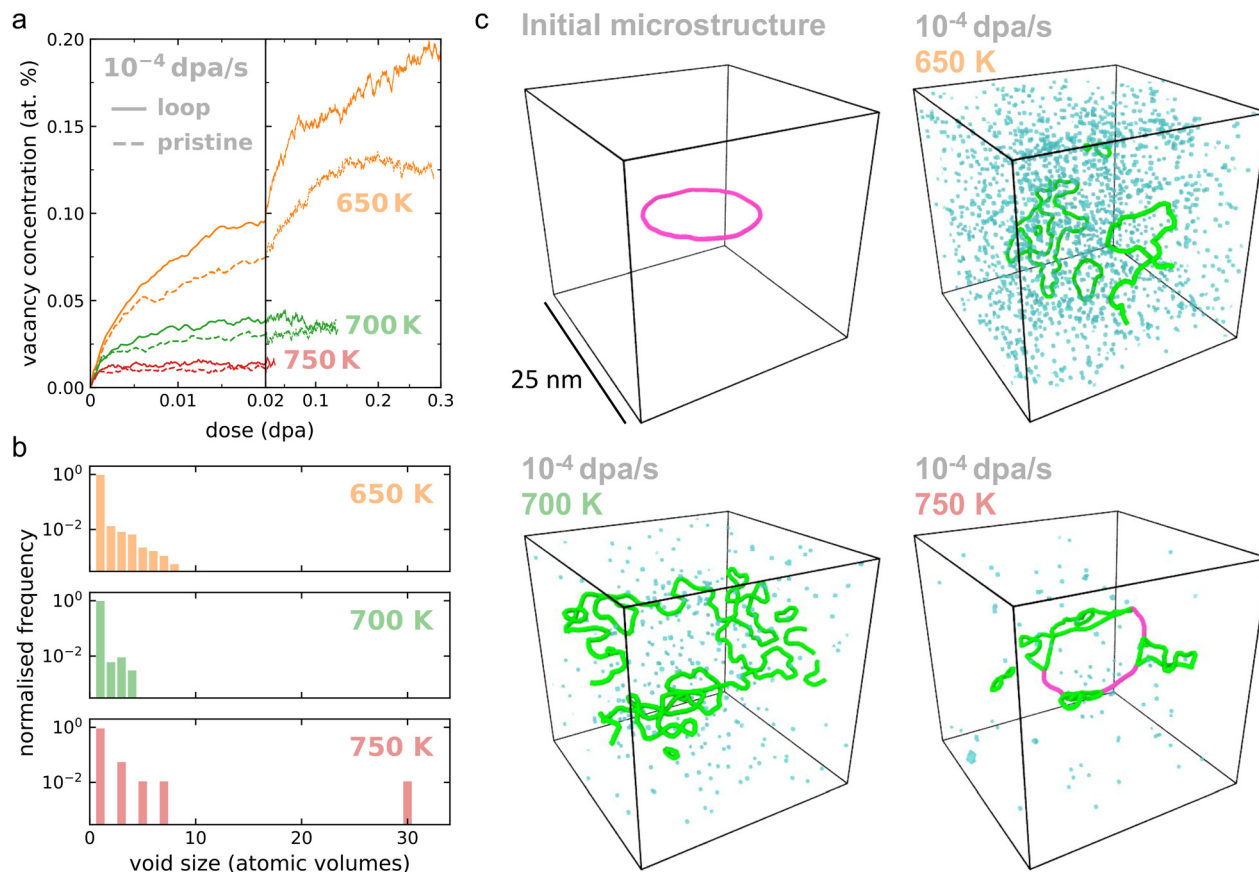 a
0.20
0.15
0.10
0.05
0.00
vacancy concentration (at. %)
10⁻⁴ dpa/s
loop
pristine
650 K
700 K
750 K
0
0.01
0.02
0.1
0.2
0.3
dose (dpa)
b
10⁰
10⁻²
650 K
10⁰
10⁻²
700 K
10⁰
10⁻²
750 K
normalised frequency
0
10
20
30
void size (atomic volumes)
c
Initial microstructure
25 nm
10⁻⁴ dpa/s
650 K
10⁻⁴ dpa/s
700 K
10⁻⁴ dpa/s
750 K